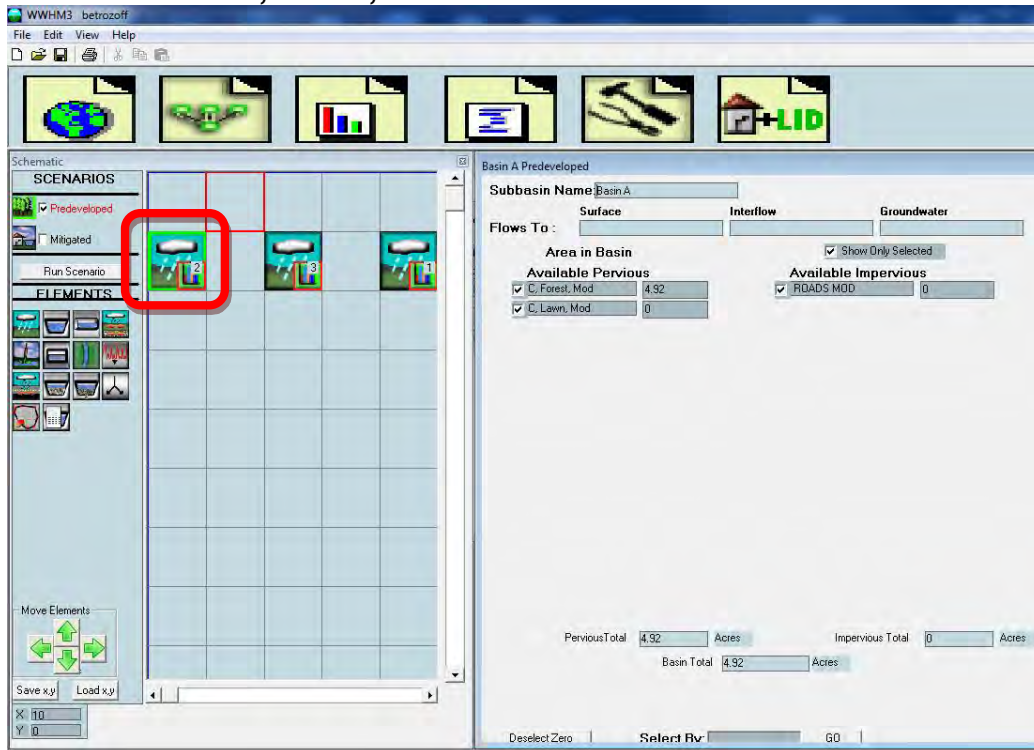 WWHM3 betrozoff
File Edit View Help
+LID
Schematic
SCENARIOS
Predeveloped
Mitigated
Run Scenario
ELEMENTS
2
3
1
Move Elements
Save x,y Load x,y
X 10
Y 0
Basin A Predeveloped
Subbasin Name: Basin A
Surface Interflow Groundwater
Flows To :
Area in Basin Show Only Selected
Available Pervious Available Impervious
C, Forest, Mod 4.92 ROADS MOD 0
C, Lawn, Mod 0
PerviousTotal 4.92 Acres Impervious Total 0 Acres
Basin Total 4.92 Acres
Deselect Zero Select By: GO